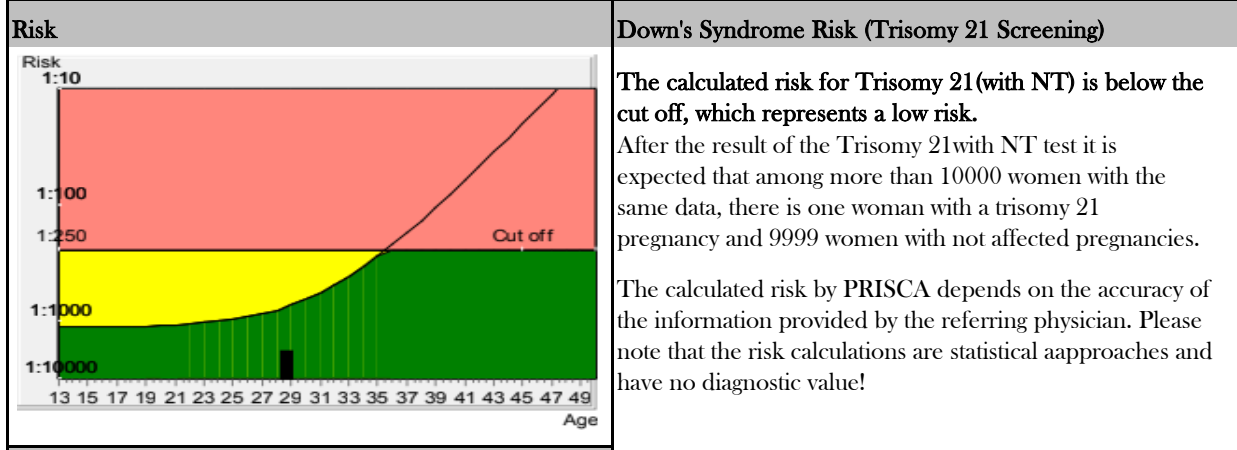 Risk
Down's Syndrome Risk (Trisomy 21 Screening)
Risk
1:10
1:100
1:250
Cut off
1:1000
1:10000
13 15 17 19 21 23 25 27 29 31 33 35 37 39 41 43 45 47 49
Age
The calculated risk for Trisomy 21(with NT) is below the
cut off, which represents a low risk.
After the result of the Trisomy 21with NT test it is
expected that among more than 10000 women with the
same data, there is one woman with a trisomy 21
pregnancy and 9999 women with not affected pregnancies.
The calculated risk by PRISCA depends on the accuracy of
the information provided by the referring physician. Please
note that the risk calculations are statistical aapproaches and
have no diagnostic value!